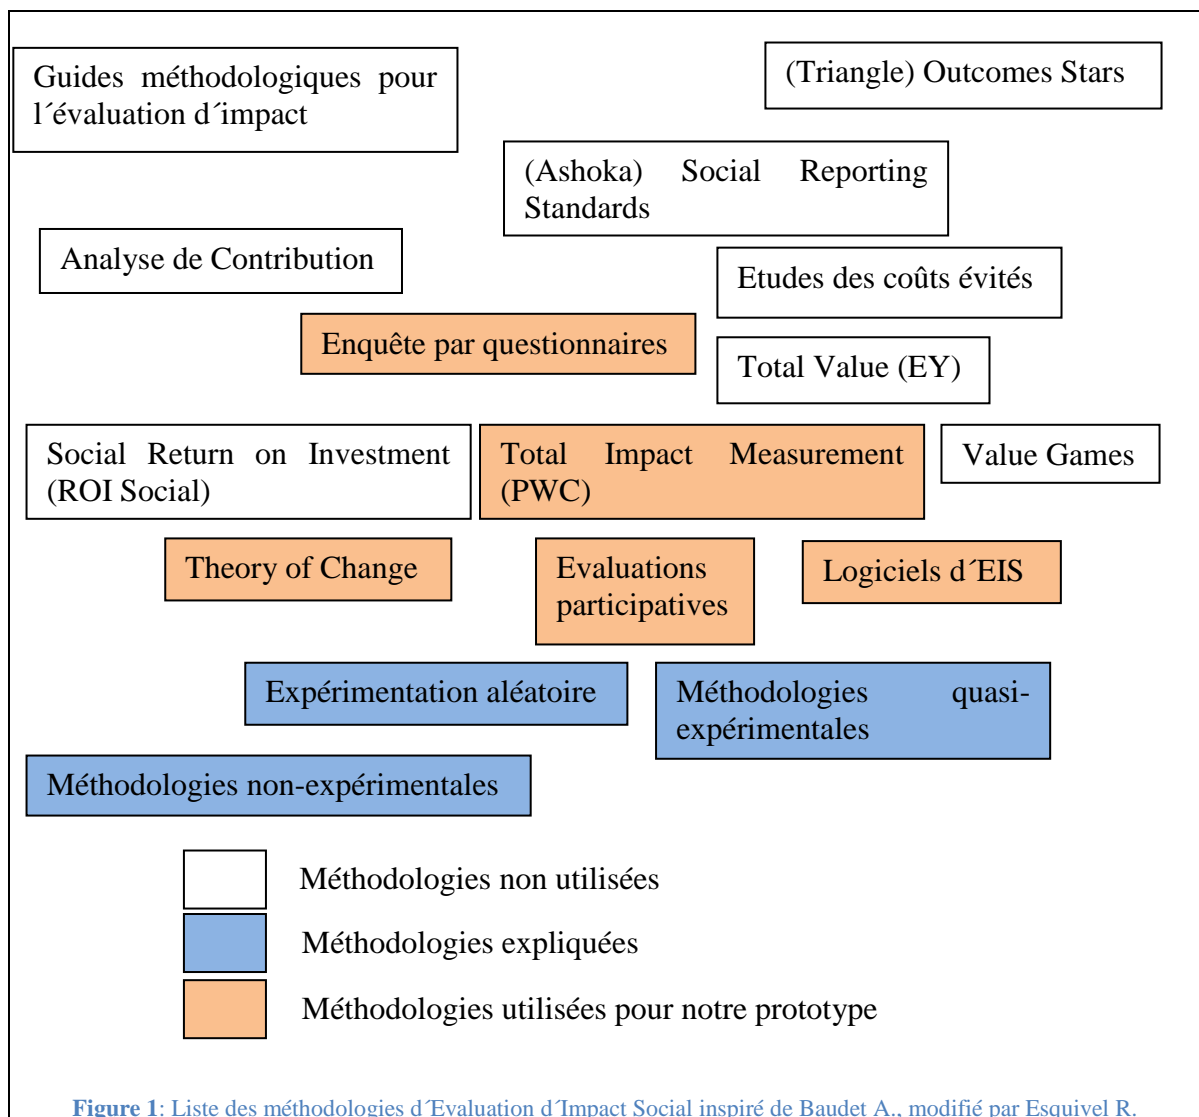 Guides méthodologiques pour
l´évaluation d´impact
(Triangle) Outcomes Stars
(Ashoka) Social Reporting
Standards
Analyse de Contribution
Etudes des coûts évités
Enquête par questionnaires
Total Value (EY)
Social Return on Investment
(ROI Social)
Total Impact Measurement
(PWC)
Value Games
Theory of Change
Evaluations
participatives
Logiciels d´EIS
Expérimentation aléatoire
Méthodologies quasi-
expérimentales
Méthodologies non-expérimentales
Méthodologies non utilisées
Méthodologies expliquées
Méthodologies utilisées pour notre prototype
Figure 1: Liste des méthodologies d´Evaluation d´Impact Social inspiré de Baudet A., modifié par Esquivel R.